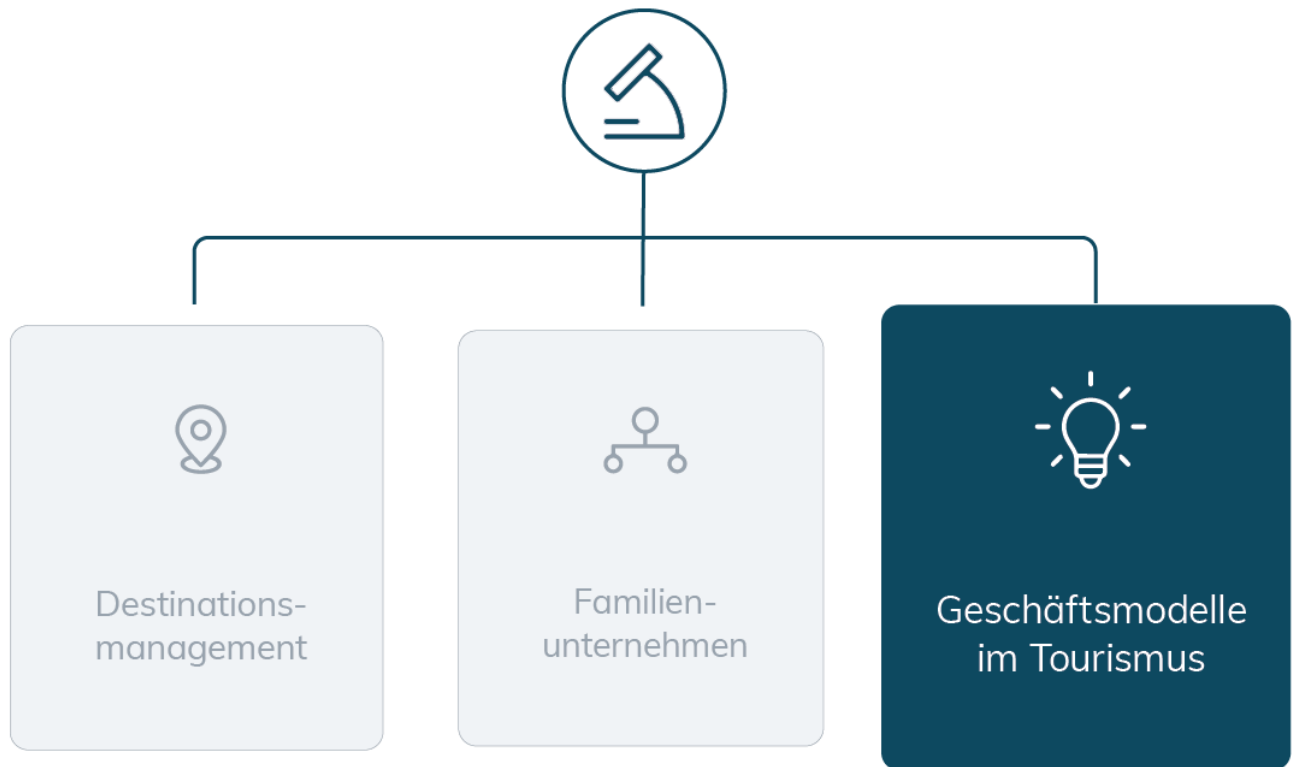 Destinations-
management
Familien-
unternehmen
Geschäftsmodelle
im Tourismus